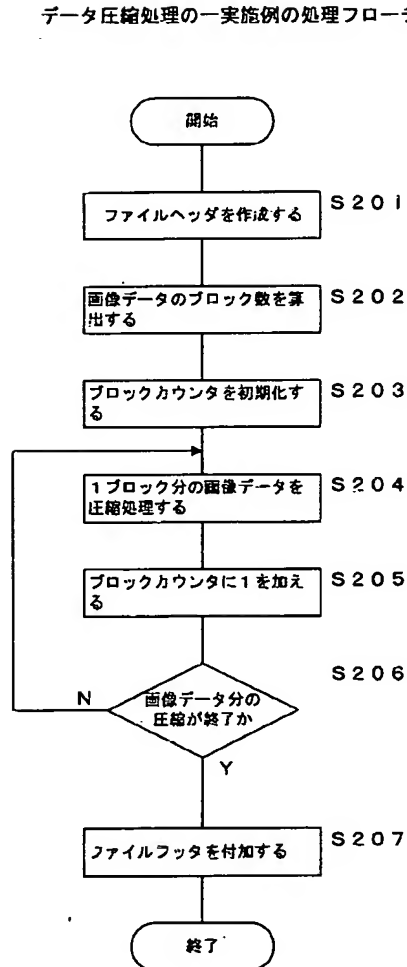 データ圧縮処理の一実施例の処理フローチ
開始
ファイルヘッダを作成する
S201
画像データのブロック数を算
出する
S202
ブロックカウンタを初期化す
る
S203
1ブロック分の画像データを
圧縮処理する
S204
ブロックカウンタに1を加え
る
S205
S206
N
画像データ分の
圧縮が終了か
Y
ファイルフッタを付加する
S207
終了